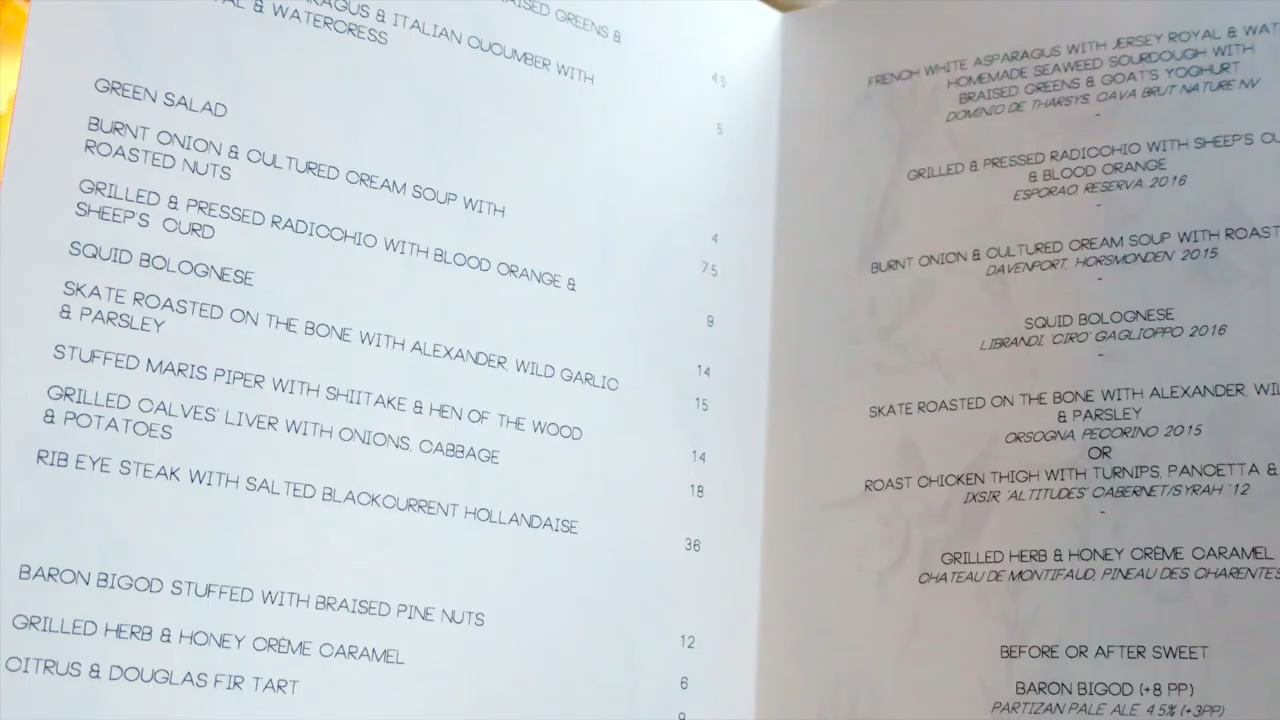 BRAISED GREENS &
ASPARAGUS & ITALIAN CUCUMBER WITH
& WATERCRESS
4 5
GREEN SALAD
5
BURNT ONION & CULTURED CREAM SOUP WITH
ROASTED NUTS
4
GRILLED & PRESSED RADICCHIO WITH BLOOD ORANGE &
SHEEP'S CURD
7 5
SQUID BOLOGNESE
SKATE ROASTED ON THE BONE WITH ALEXANDER, WILD GARLIC
& PARSLEY
14
STUFFED MARIS PIPER WITH SHIITAKE & HEN OF THE WOOD
15
GRILLED CALVES' LIVER WITH ONIONS, CABBAGE
& POTATOES
14
18
RIB EYE STEAK WITH SALTED BLACKCURRENT HOLLANDAISE
36
BARON BIGOD STUFFED WITH BRAISED PINE NUTS
12
GRILLED HERB & HONEY CRÈME CARAMEL
6
CITRUS & DOUGLAS FIR TART
FRENCH WHITE ASPARAGUS WITH JERSEY ROYAL &
HOMEMADE SEAWEED SOURDOUGH WITH
BRAISED GREENS & GOAT'S YOGHURT
DOMINIO DE THARSYS, CAVA BRUT NATURE NV
-
GRILLED & PRESSED RADICCHIO WITH SHEEP'S
& BLOOD ORANGE
ESPORAO RESERVA 2016
-
BURNT ONION & CULTURED CREAM SOUP WITH ROAST
DAVENPORT, HORSMONDEN 2015
-
SQUID BOLOGNESE
LIBRANDI, 'CIRO' GAGLIOPPO 2016
-
SKATE ROASTED ON THE BONE WITH ALEXANDER,
& PARSLEY
ORSOGNA PECORINO 2015
OR
ROAST CHICKEN THIGH WITH TURNIPS, PANCETTA &
IXSIR 'ALTITUDES' CABERNET/SYRAH '12
-
GRILLED HERB & HONEY CRÈME CARAMEL
CHATEAU DE MONTIFAUD, PINEAU DES CHARENTES
BEFORE OR AFTER SWEET
BARON BIGOD (+8 PP)
PARTIZAN PALE ALE 4.5% (+3PP)